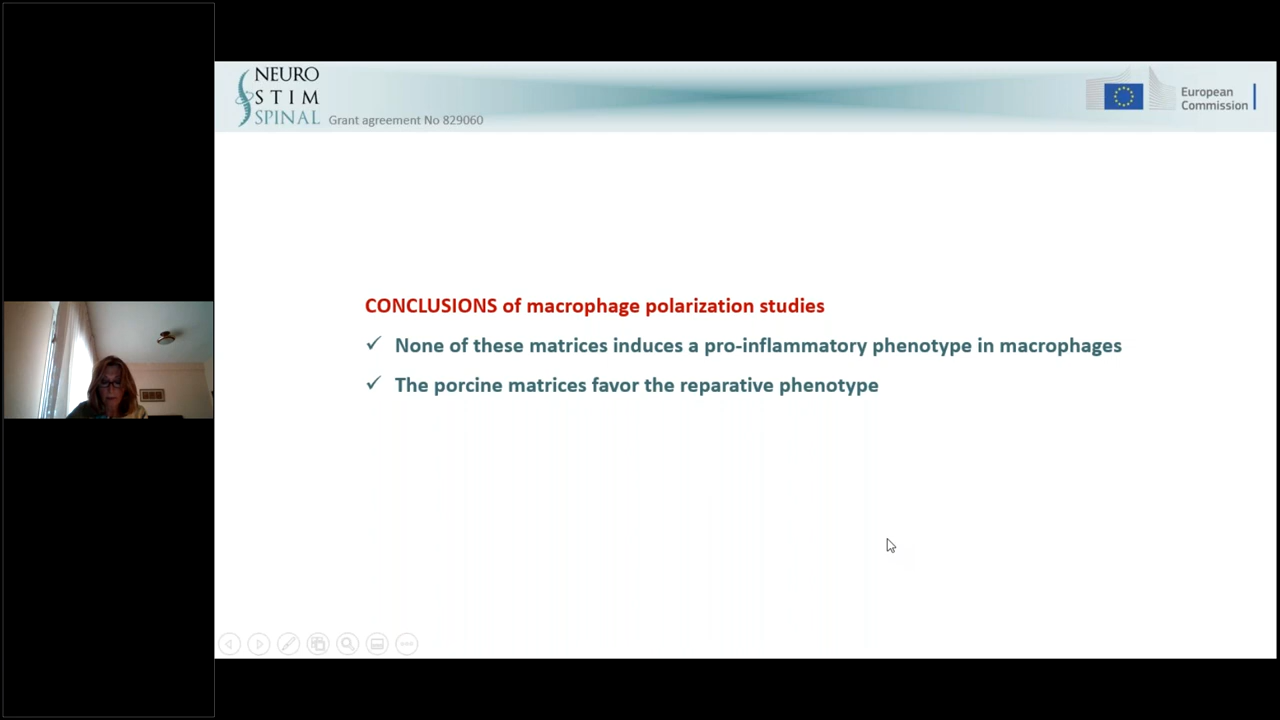 NEURO
STIM
SPINAL
Grant agreement No 829060
European
Commission
CONCLUSIONS of macrophage polarization studies
✓ None of these matrices induces a pro-inflammatory phenotype in macrophages
✓ The porcine matrices favor the reparative phenotype